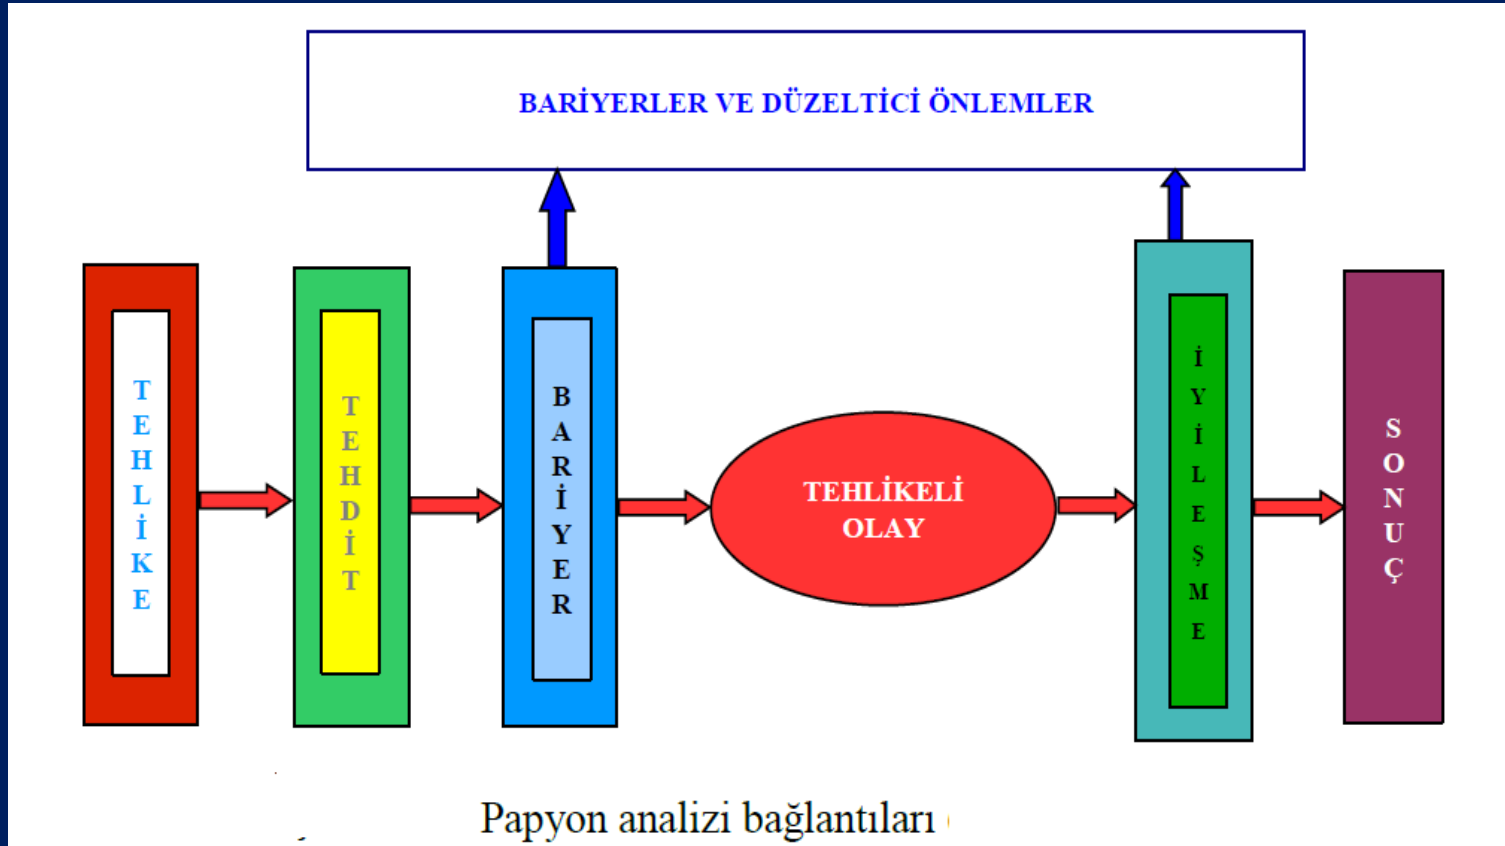 BARİYERLER VE DÜZELTİCİ ÖNLEMLER
TEHLİKE
TEHDİT
BARİYER
TEHLİKELİ
OLAY
İYİLEŞME
SONUÇ
Papyon analizi bağlantıları